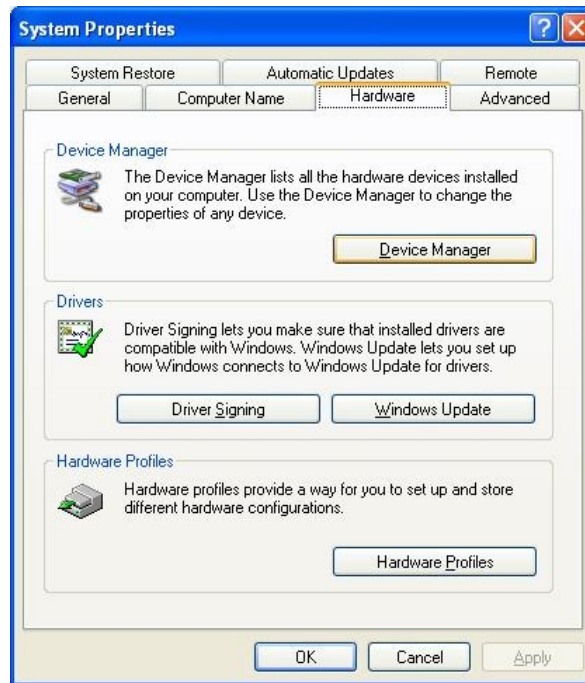 System Properties
System Restore Automatic Updates Remote
General Computer Name Hardware Advanced
Device Manager
The Device Manager lists all the hardware devices installed
on your computer. Use the Device Manager to change the
properties of any device.
Device Manager
Drivers
Driver Signing lets you make sure that installed drivers are
compatible with Windows. Windows Update lets you set up
how Windows connects to Windows Update for drivers.
Driver Signing Windows Update
Hardware Profiles
Hardware profiles provide a way for you to set up and store
different hardware configurations.
Hardware Profiles
OK Cancel Apply